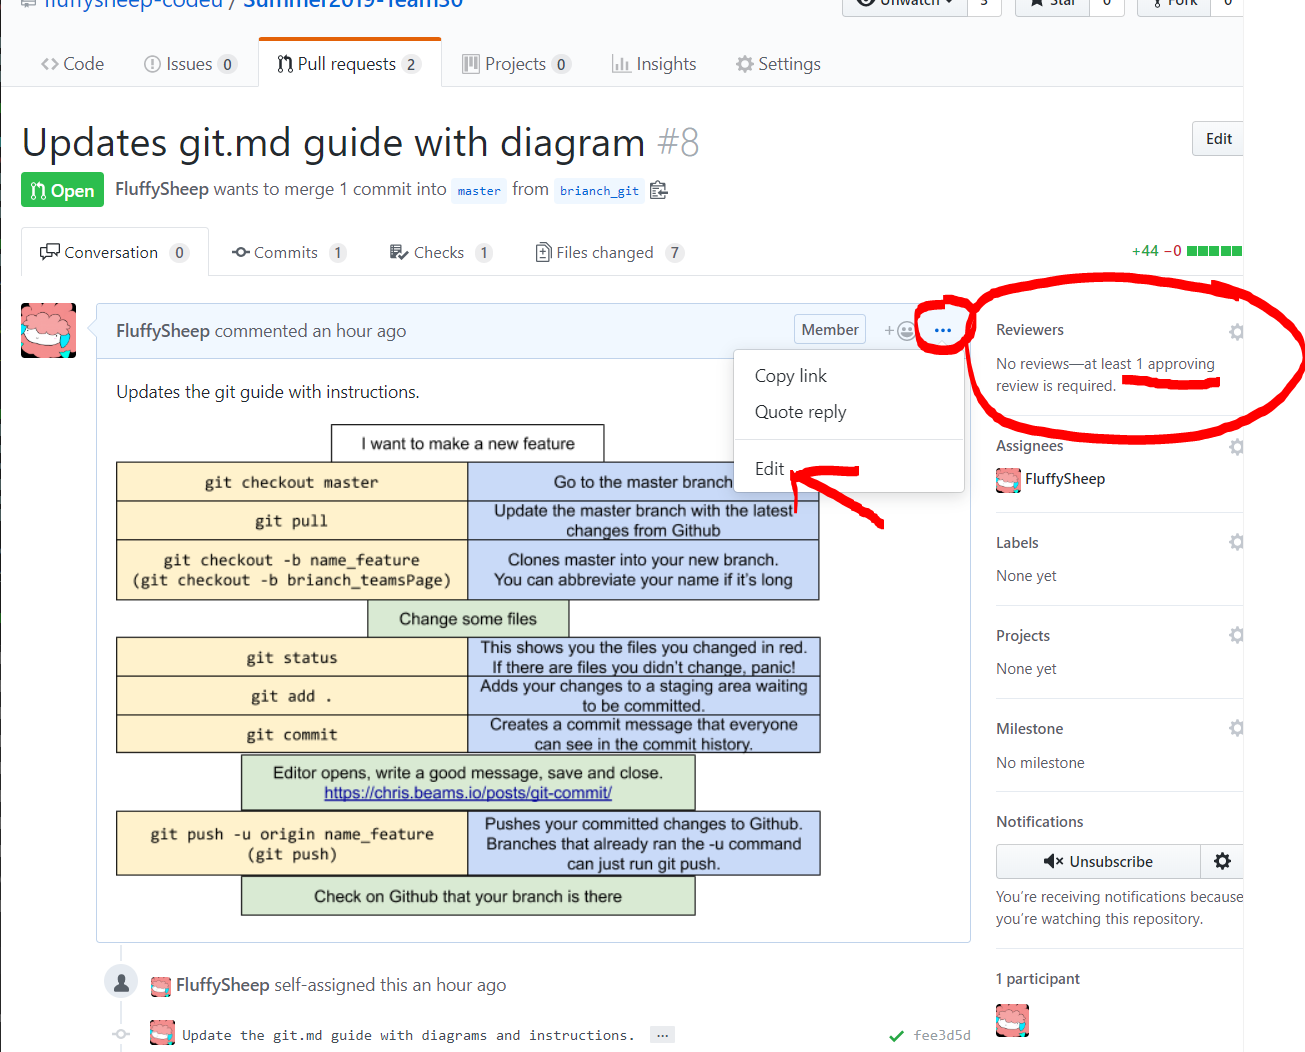 fluffysheep-coded / Summer2019-Team30
Unwatch 3 Star 0 Fork 0
Code Issues 0 Pull requests 2 Projects 0 Insights Settings
Updates git.md guide with diagram #8
Edit
Open FluffySheep wants to merge 1 commit into master from brianch_git
Conversation 0 Commits 1 Checks 1 Files changed 7
+44 −0
FluffySheep commented an hour ago
Member
Copy link
Quote reply
Edit
Updates the git guide with instructions.
I want to make a new feature
git checkout master Go to the master branch
git pull Update the master branch with the latest
changes from Github
git checkout -b name_feature Clones master into your new branch.
(git checkout -b brianch_teamsPage) You can abbreviate your name if it's long
Change some files
git status This shows you the files you changed in red.
If there are files you didn't change, panic!
git add . Adds your changes to a staging area waiting
to be committed.
git commit Creates a commit message that everyone
can see in the commit history.
Editor opens, write a good message, save and close.
https://chris.beams.io/posts/git-commit/
git push -u origin name_feature Pushes your committed changes to Github.
(git push) Branches that already ran the -u command
can just run git push.
Check on Github that your branch is there
FluffySheep self-assigned this an hour ago
Update the git.md guide with diagrams and instructions. ... fee3d5d
Reviewers
No reviews—at least 1 approving
review is required.
Assignees
FluffySheep
Labels
None yet
Projects
None yet
Milestone
No milestone
Notifications
Unsubscribe
You're receiving notifications because
you're watching this repository.
1 participant